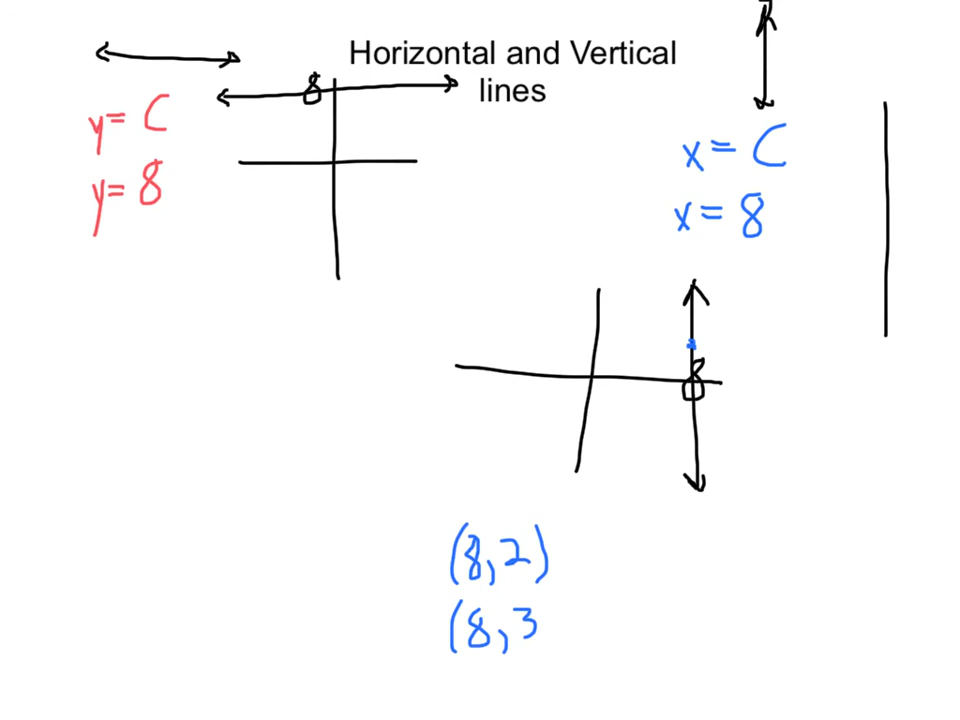 Horizontal and Vertical
lines
8
y = C
y = 8
x = C
x = 8
8
(8,2)
(8,3